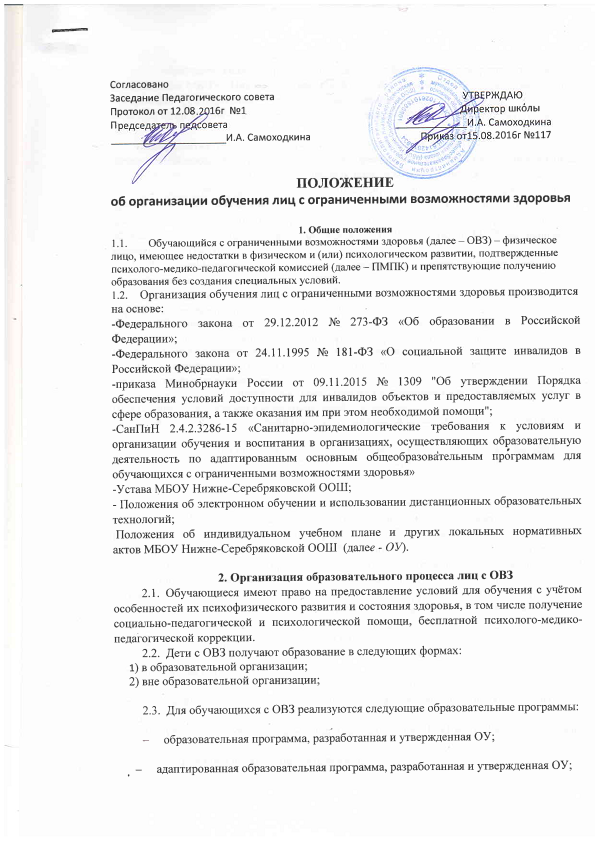 Согласовано
Заседание Педагогического совета
УТВЕРЖДАЮ
Протокол от 12.08.2016г №1
Директор школы
Председатель педсовета
И.А. Самоходкина
И.А. Самоходкина
Приказ от15.08.2016г №117
ПОЛОЖЕНИЕ
об организации обучения лиц с ограниченными возможностями здоровья
1. Общие положения
1.1. Обучающийся с ограниченными возможностями здоровья (далее – ОВЗ) – физическое
лицо, имеющее недостатки в физическом и (или) психологическом развитии, подтвержденные
психолого-медико-педагогической комиссией (далее – ПМПК) и препятствующие получению
образования без создания специальных условий.
1.2. Организация обучения лиц с ограниченными возможностями здоровья производится
на основе:
-Федерального закона от 29.12.2012 № 273-ФЗ «Об образовании в Российской
Федерации»;
-Федерального закона от 24.11.1995 № 181-ФЗ «О социальной защите инвалидов в
Российской Федерации»;
-приказа Минобрнауки России от 09.11.2015 № 1309 "Об утверждении Порядка
обеспечения условий доступности для инвалидов объектов и предоставляемых услуг в
сфере образования, а также оказания им при этом необходимой помощи";
-СанПиН 2.4.2.3286-15 «Санитарно-эпидемиологические требования к условиям и
организации обучения и воспитания в организациях, осуществляющих образовательную
деятельность по адаптированным основным общеобразовательным программам для
обучающихся с ограниченными возможностями здоровья»
-Устава МБОУ Нижне-Серебряковской ООШ;
- Положения об электронном обучении и использовании дистанционных образовательных
технологий;
Положения об индивидуальном учебном плане и других локальных нормативных
актов МБОУ Нижне-Серебряковской ООШ (далее - ОУ).
2. Организация образовательного процесса лиц с ОВЗ
2.1. Обучающиеся имеют право на предоставление условий для обучения с учётом
особенностей их психофизического развития и состояния здоровья, в том числе получение
социально-педагогической и психологической помощи, бесплатной психолого-медико-
педагогической коррекции.
2.2. Дети с ОВЗ получают образование в следующих формах:
1) в образовательной организации;
2) вне образовательной организации;
2.3. Для обучающихся с ОВЗ реализуются следующие образовательные программы:
– образовательная программа, разработанная и утвержденная ОУ;
– адаптированная образовательная программа, разработанная и утвержденная ОУ;